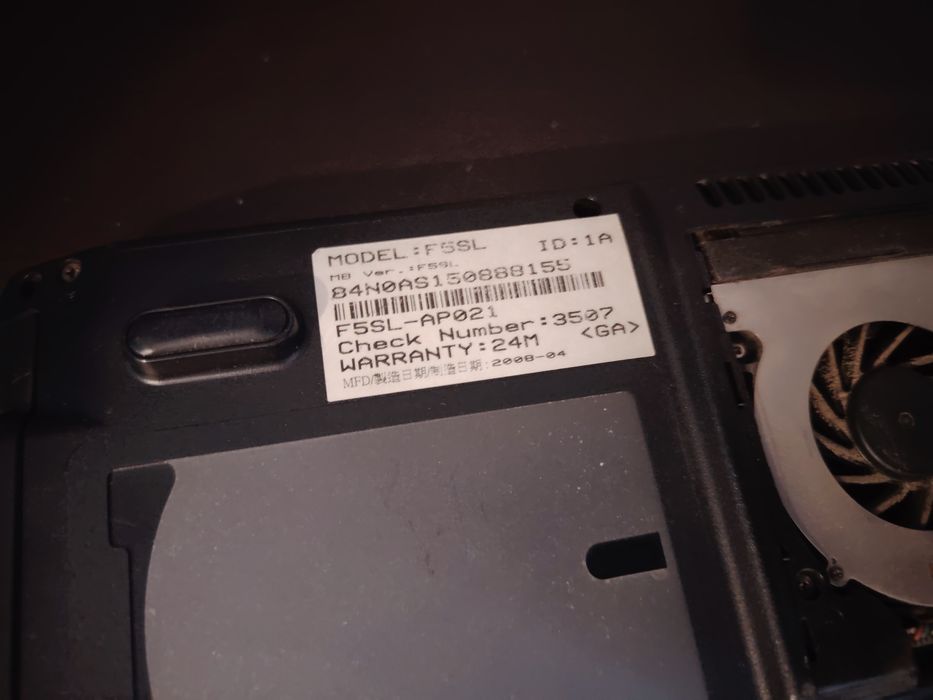 MODEL:F5SL ID:1A
MB Ver.:F5SL
84N0AS150888155
F5SL-AP021
Check Number:3507
WARRANTY:24M <GA>
MFD/製造日期/制造日期:2008-04